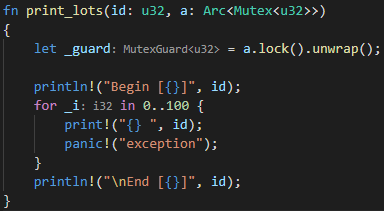 fn print_lots(id: u32, a: Arc<Mutex<u32>>)
{
    let _guard: MutexGuard<u32> = a.lock().unwrap();

    println!("Begin [{}]", id);
    for _i: i32 in 0..100 {
        print!("{} ", id);
        panic!("exception");
    }
    println!("\nEnd [{}]", id);
}